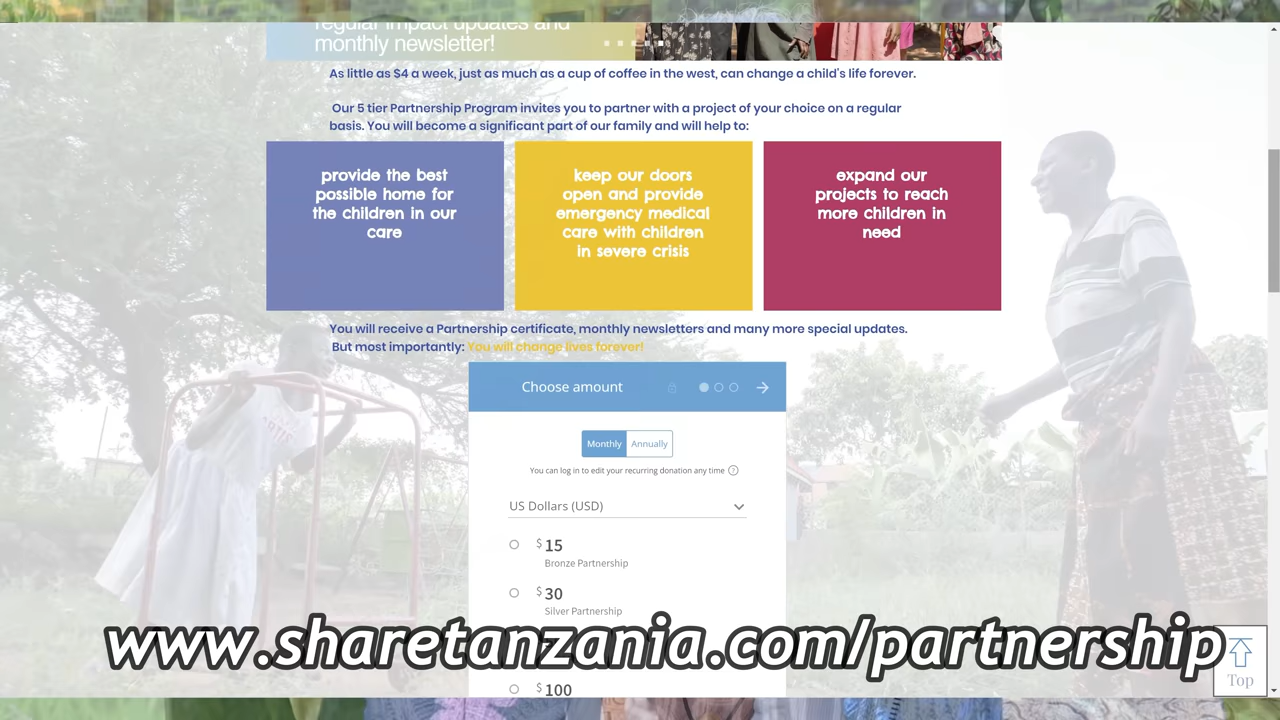 regular impact updates and
monthly newsletter!
As little as $4 a week, just as much as a cup of coffee in the west, can change a child's life forever.
Our 5 tier Partnership Program invites you to partner with a project of your choice on a regular
basis. You will become a significant part of our family and will help to:
provide the best
possible home for
the children in our
care
keep our doors
open and provide
emergency medical
care with children
in severe crisis
expand our
projects to reach
more children in
need
You will receive a Partnership certificate, monthly newsletters and many more special updates.
But most importantly: You will change lives forever!
Choose amount
Monthly Annually
You can log in to edit your recurring donation any time ?
US Dollars (USD)
$ 15
Bronze Partnership
$ 30
Silver Partnership
www.sharetanzania.com/partnership
$ 100
Top